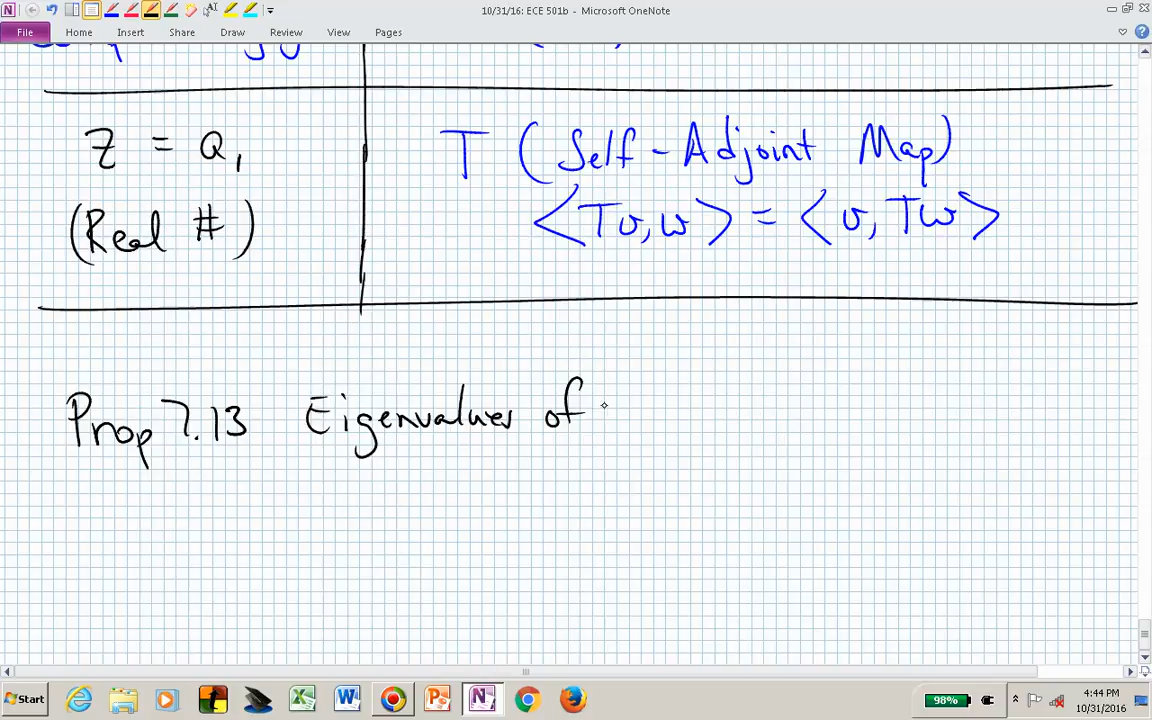 10/31/16: ECE 501b - Microsoft OneNote
File Home Insert Share Draw Review View Pages
Z = Q,
(Real #)
T (Self-Adjoint Map)
<Tv, w> = <v, Tw>
Prop 7.13 Eigenvalues of
Start
98%
4:44 PM
10/31/2016